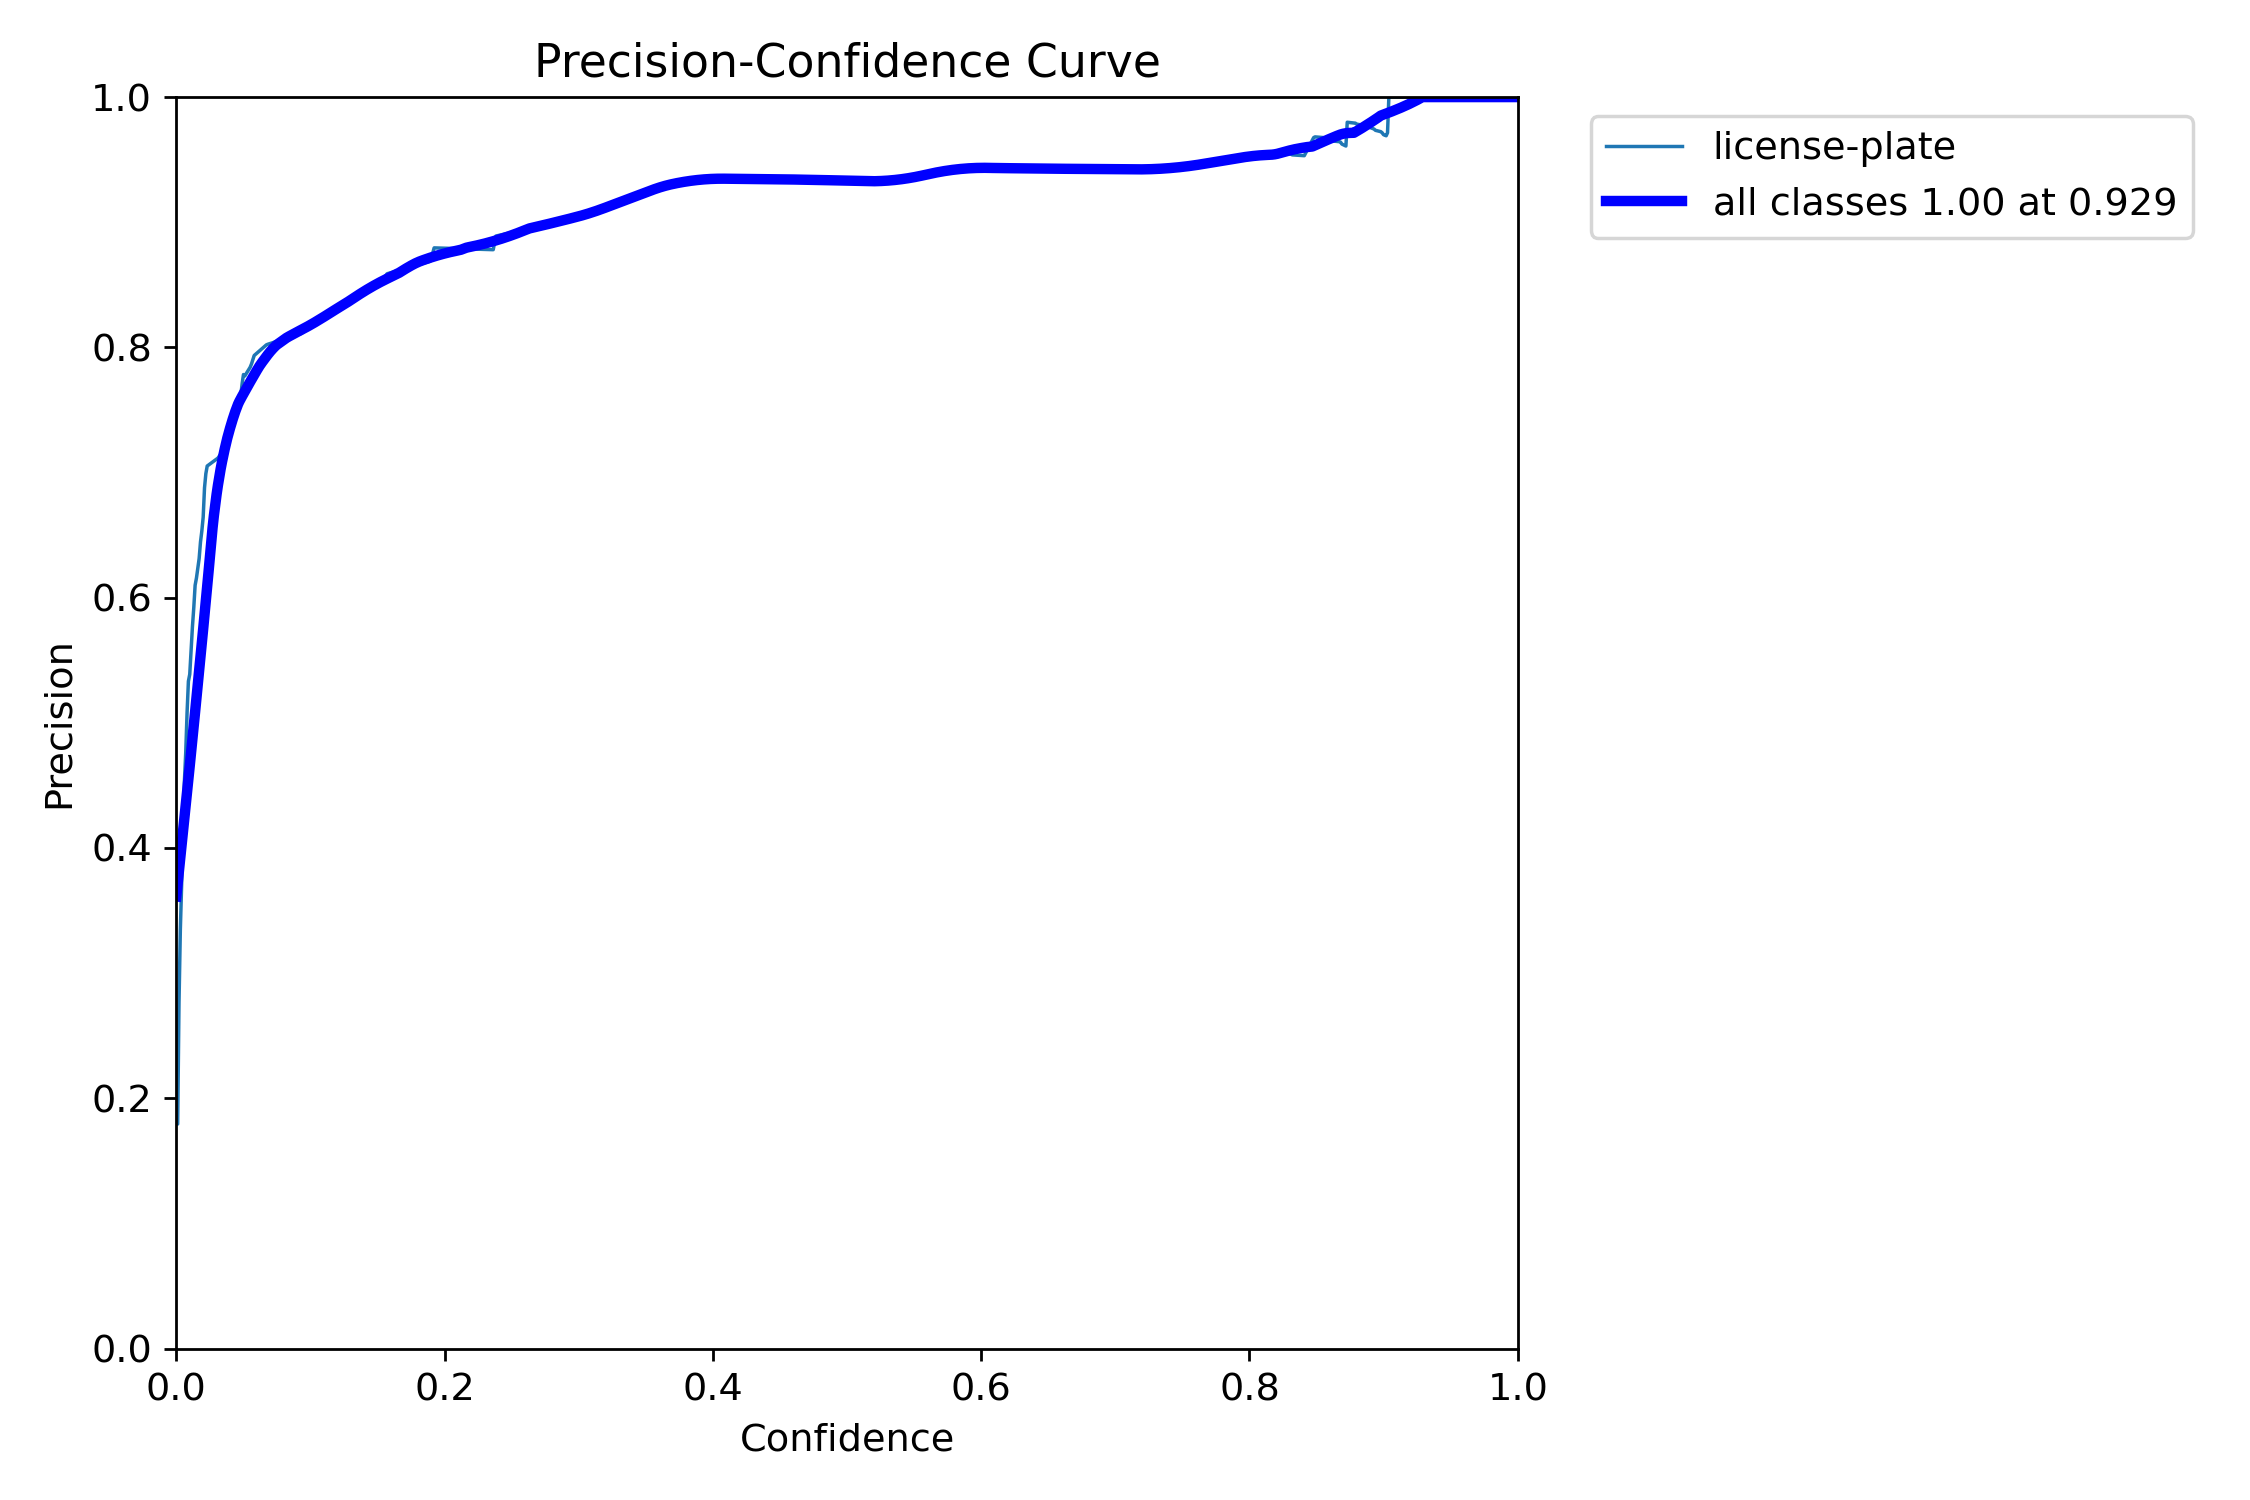 Precision-Confidence Curve
1.0
0.8
0.6
0.4
0.2
0.0
Precision
0.0 0.2 0.4 0.6 0.8 1.0
Confidence
license-plate
all classes 1.00 at 0.929